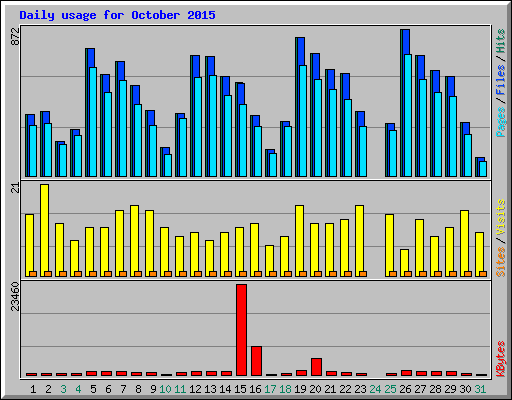 Daily usage for October 2015
872
Pages / Files / Hits
21
Sites / Visits
23460
KBytes
1 2 3 4 5 6 7 8 9 10 11 12 13 14 15 16 17 18 19 20 21 22 23 24 25 26 27 28 29 30 31